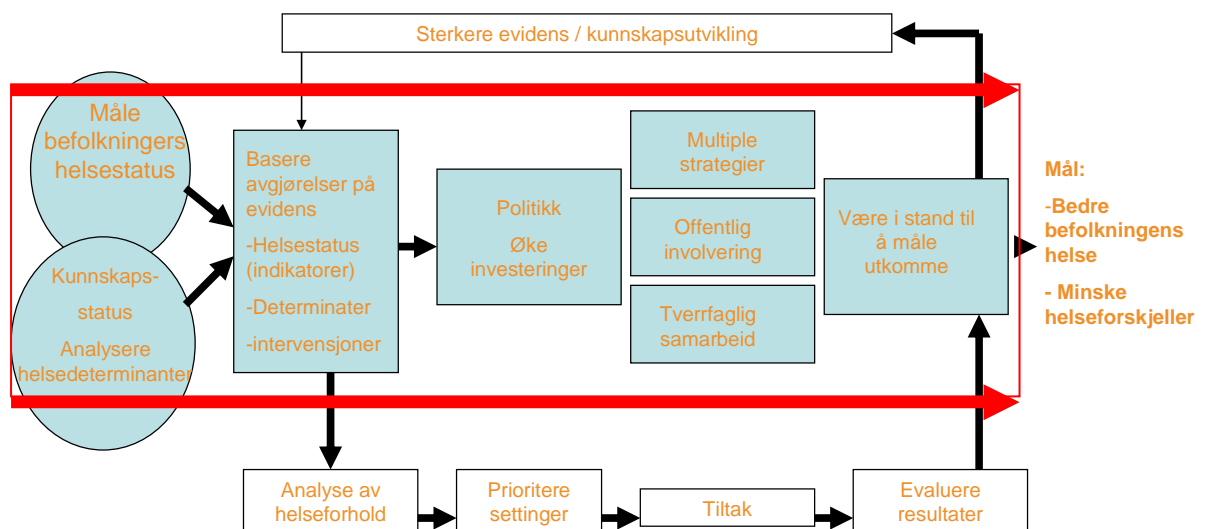 Sterkere evidens / kunnskapsutvikling
Måle
befolkningers
helsestatus
Kunnskaps-
status
Analysere
helsedeterminanter
Basere
avgjørelser på
evidens
-Helsestatus
(indikatorer)
-Determinater
-intervensjoner
Politikk
Øke
investeringer
Multiple
strategier
Offentlig
involvering
Tverrfaglig
samarbeid
Være i stand til
å måle
utkomme
Mål:
-Bedre
befolkningens
helse
- Minske
helseforskjeller
Analyse av
helseforhold
Prioritere
settinger
Tiltak
Evaluere
resultater